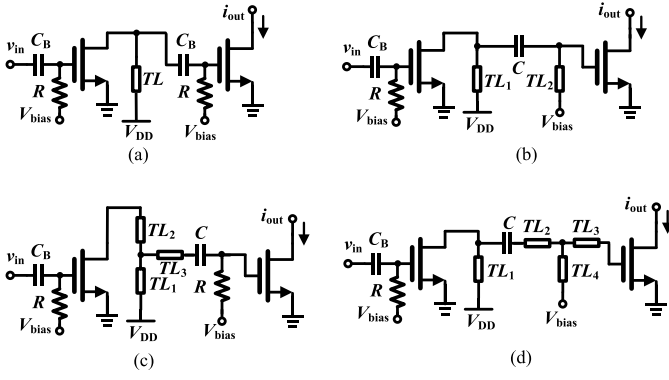 v_in C_B R V_bias TL V_DD C_B R V_bias i_out
(a)
v_in C_B R V_bias TL_1 V_DD C TL_2 V_bias i_out
(b)
v_in C_B R V_bias TL_2 TL_1 TL_3 V_DD C R V_bias i_out
(c)
v_in C_B R V_bias TL_1 V_DD C TL_2 TL_3 TL_4 V_bias i_out
(d)